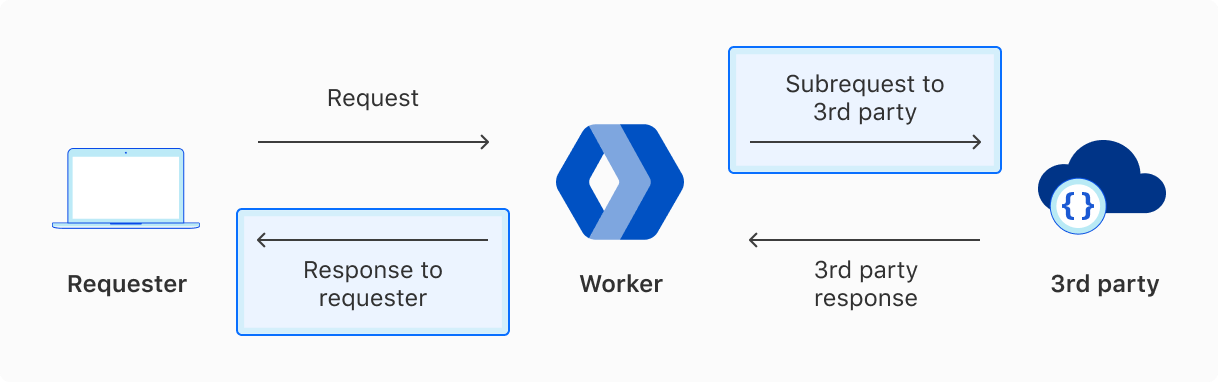 Request
Subrequest to
3rd party
{}
Response to
requester
3rd party
response
Requester
Worker
3rd party